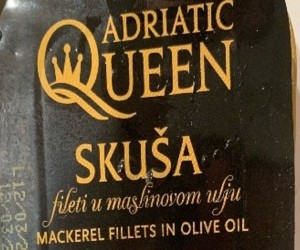 ADRIATIC
QUEEN
SKUŠA
fileti u maslinovom ulju
MACKEREL FILLETS IN OLIVE OIL